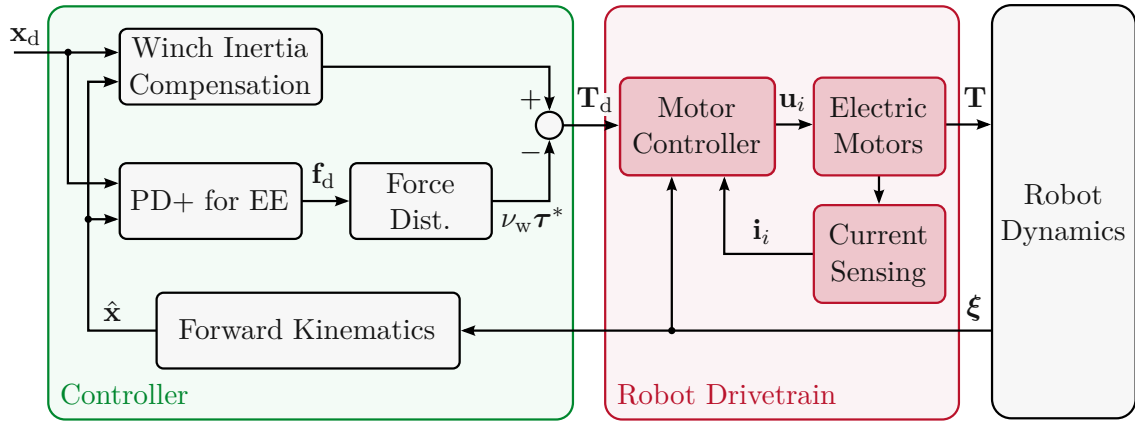 𝐱_d
Winch Inertia
Compensation
+
−
PD+ for EE
𝐟_d
Force
Dist.
ν_w𝛕*
𝐱̂
Forward Kinematics
Controller
𝐓_d
Motor
Controller
𝐮_i
Electric
Motors
𝐢_i
Current
Sensing
Robot Drivetrain
𝐓
Robot
Dynamics
𝛏